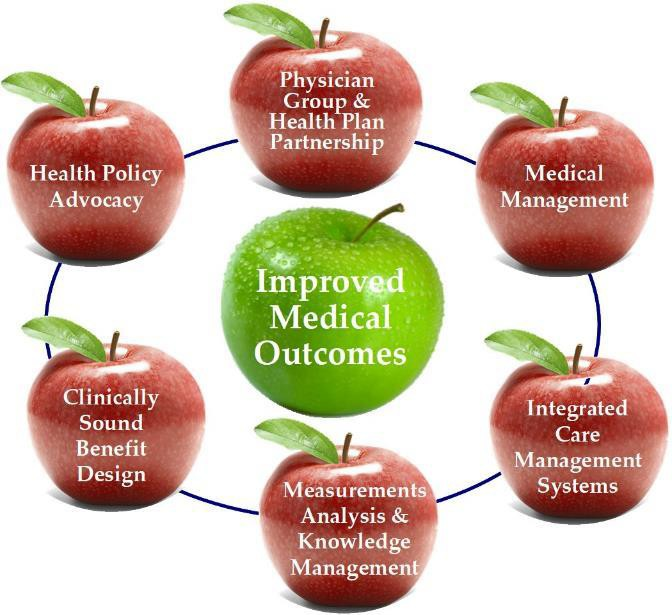 Physician
Group &
Health Plan
Partnership
Medical
Management
Integrated
Care
Management
Systems
Measurements
Analysis &
Knowledge
Management
Clinically
Sound
Benefit
Design
Health Policy
Advocacy
Improved
Medical
Outcomes